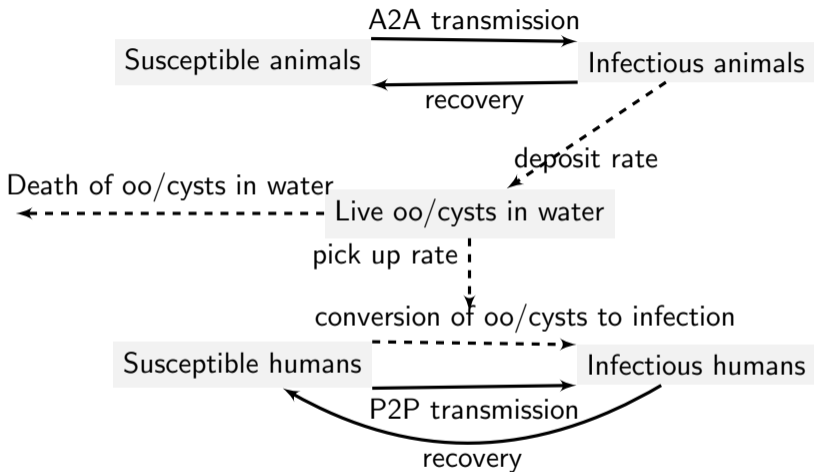 A2A transmission
Susceptible animals
Infectious animals
recovery
deposit rate
Death of oo/cysts in water
Live oo/cysts in water
pick up rate
conversion of oo/cysts to infection
Susceptible humans
Infectious humans
P2P transmission
recovery